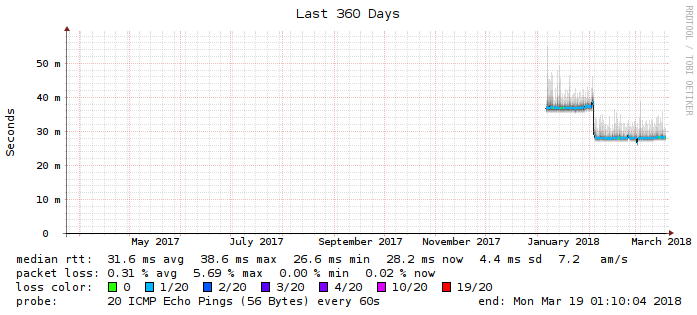 Last 360 Days
RRDTOOL / TOBI OETIKER
Seconds
50 m
40 m
30 m
20 m
10 m
0
May 2017 July 2017 September 2017 November 2017 January 2018 March 2018
median rtt: 31.6 ms avg 38.6 ms max 26.6 ms min 28.2 ms now 4.4 ms sd 7.2 am/s
packet loss: 0.31 % avg 5.69 % max 0.00 % min 0.02 % now
loss color: 0 1/20 2/20 3/20 4/20 10/20 19/20
probe: 20 ICMP Echo Pings (56 Bytes) every 60s end: Mon Mar 19 01:10:04 2018